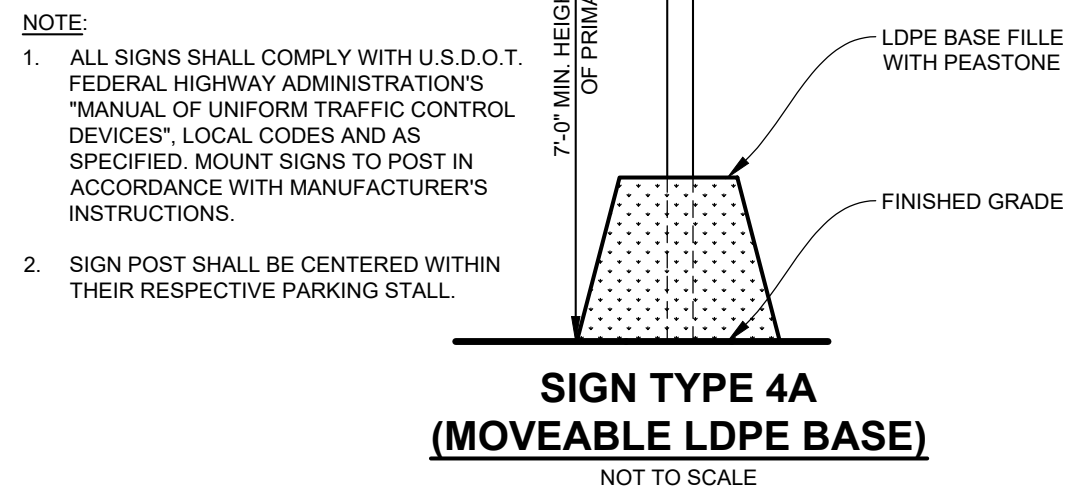 NOTE:
1. ALL SIGNS SHALL COMPLY WITH U.S.D.O.T.
FEDERAL HIGHWAY ADMINISTRATION'S
"MANUAL OF UNIFORM TRAFFIC CONTROL
DEVICES", LOCAL CODES AND AS
SPECIFIED. MOUNT SIGNS TO POST IN
ACCORDANCE WITH MANUFACTURER'S
INSTRUCTIONS.
2. SIGN POST SHALL BE CENTERED WITHIN
THEIR RESPECTIVE PARKING STALL.
7'-0" MIN. HEIGH
OF PRIMA
LDPE BASE FILLE
WITH PEASTONE
FINISHED GRADE
SIGN TYPE 4A
(MOVEABLE LDPE BASE)
NOT TO SCALE